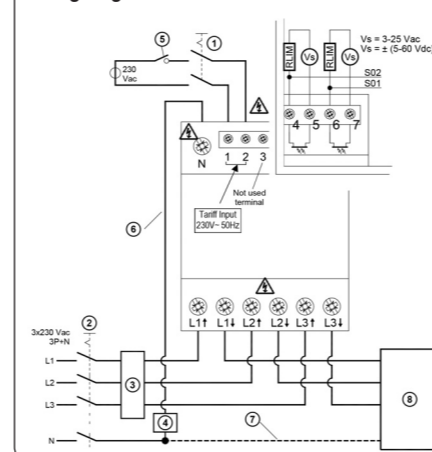 ⑤
①
230
Vac
RLIM
Vs
RLIM
Vs
Vs = 3-25 Vac
Vs = ± (5-60 Vdc)
S02
S01
4 5 6 7
N
1 2 3
Not used
terminal
Tariff Input
230V~ 50Hz
⑥
L1↑ L1↓ L2↑ L2↓ L3↑ L3↓
3x230 Vac
3P+N
②
L1
L2
L3
N
③
④
⑦
⑧